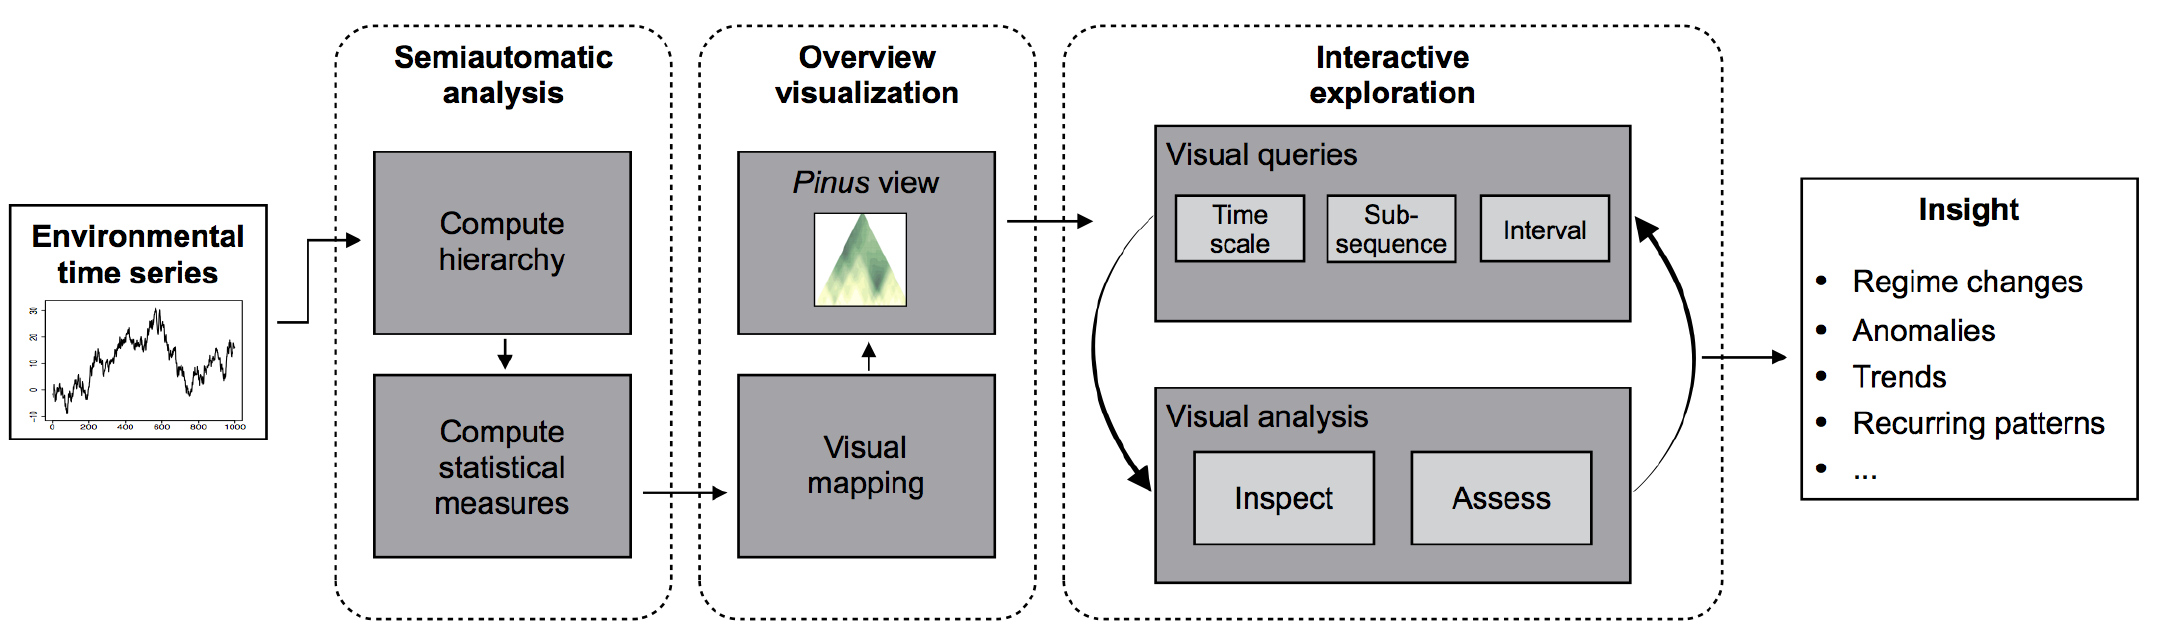 Environmental
time series
30
20
10
0
-10
0 200 400 600 800 1000
Semiautomatic
analysis
Compute
hierarchy
Compute
statistical
measures
Overview
visualization
Pinus view
Visual
mapping
Interactive
exploration
Visual queries
Time
scale
Sub-
sequence
Interval
Visual analysis
Inspect
Assess
Insight
• Regime changes
• Anomalies
• Trends
• Recurring patterns
• ...